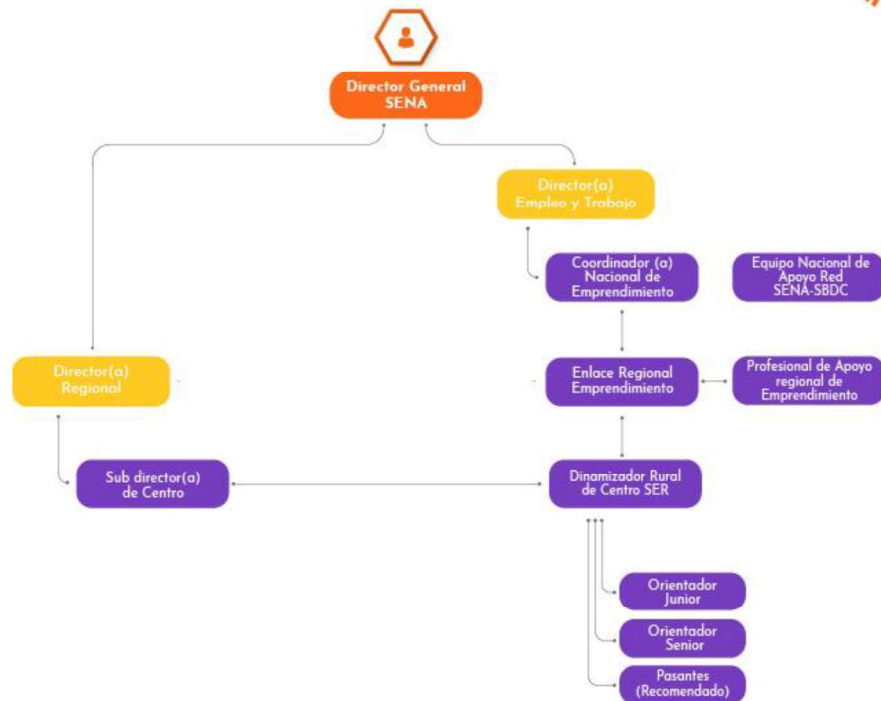 Director General
SENA
Director(a)
Empleo y Trabajo
Coordinador (a)
Nacional de
Emprendimiento
Equipo Nacional de
Apoyo Red
SENA-SBDC
Director(a)
Regional
Enlace Regional
Emprendimiento
Profesional de Apoyo
regional de
Emprendimiento
Sub director(a)
de Centro
Dinamizador Rural
de Centro SER
Orientador
Junior
Orientador
Senior
Pasantes
(Recomendado)